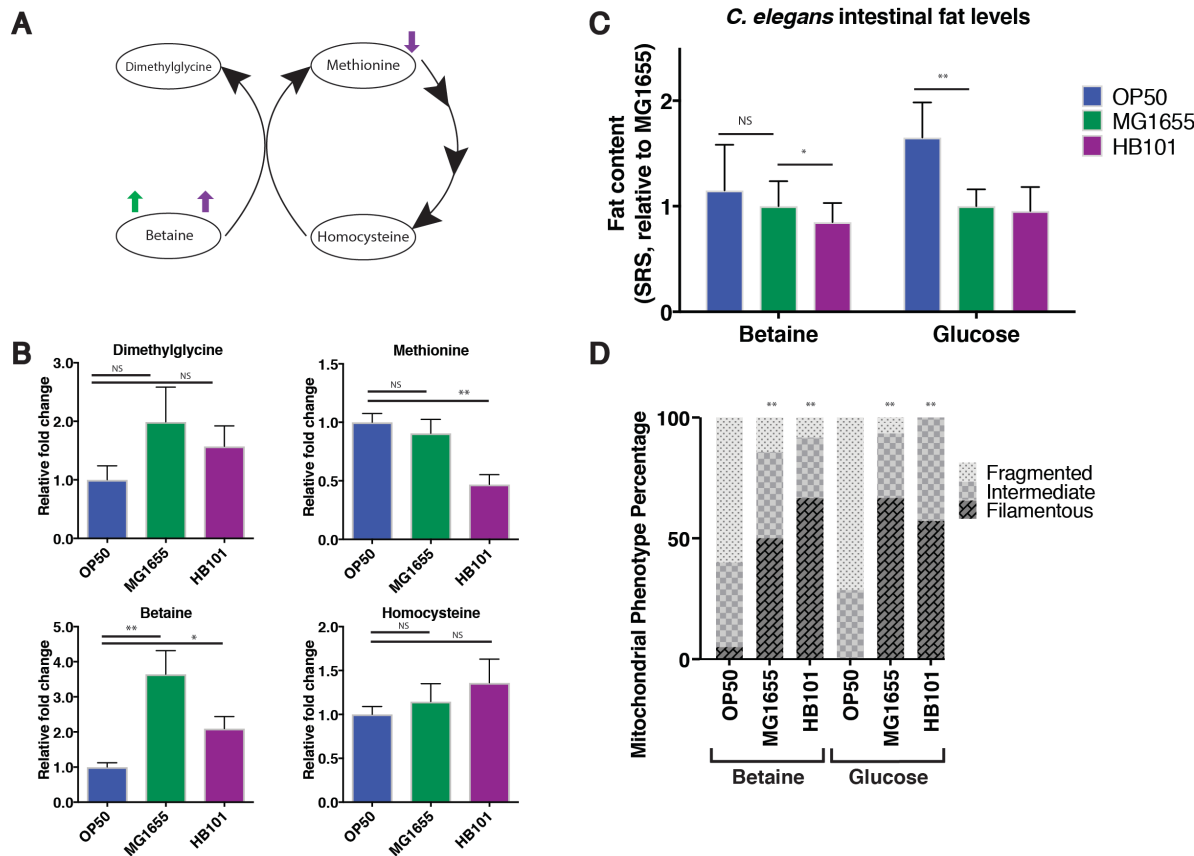 A
Dimethylglycine
Methionine
Betaine
Homocysteine
B
Dimethylglycine
Relative fold change
3.0
2.0
1.0
0.0
NS
NS
OP50
MG1655
HB101
Methionine
Relative fold change
1.5
1.0
0.5
0.0
NS
**
OP50
MG1655
HB101
Betaine
Relative fold change
5.0
4.0
3.0
2.0
1.0
0.0
**
*
OP50
MG1655
HB101
Homocysteine
Relative fold change
2.0
1.5
1.0
0.5
0.0
NS
NS
OP50
MG1655
HB101
C
C. elegans intestinal fat levels
Fat content
(SRS, relative to MG1655)
2
1
0
NS
*
**
Betaine
Glucose
OP50
MG1655
HB101
D
Mitochondrial Phenotype Percentage
100
50
0
**
**
**
**
OP50
MG1655
HB101
OP50
MG1655
HB101
Betaine
Glucose
Fragmented
Intermediate
Filamentous